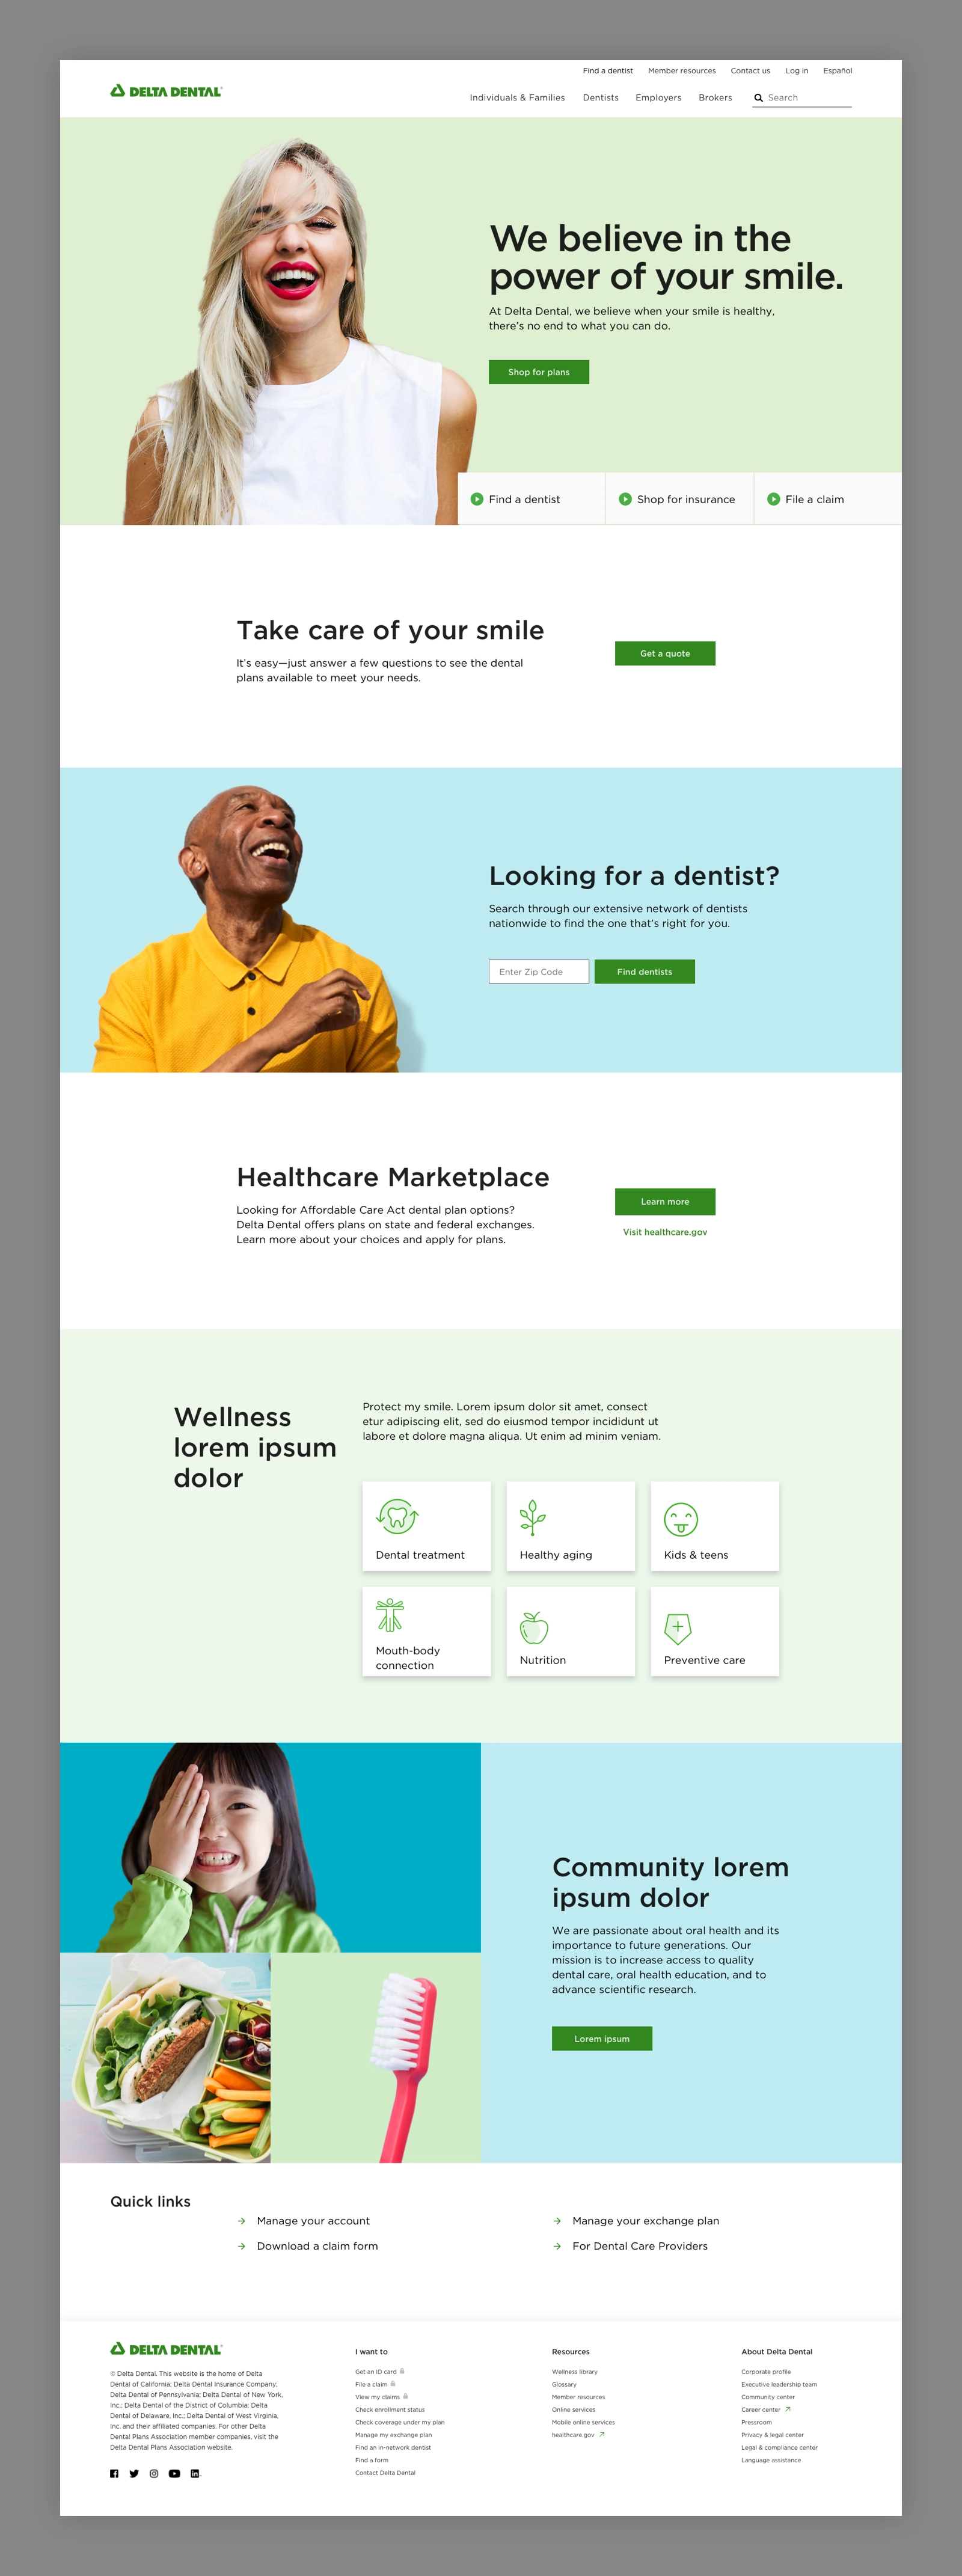 Find a dentist Member resources Contact us Log in Español
DELTA DENTAL®
Individuals & Families Dentists Employers Brokers Search
We believe in the
power of your smile.
At Delta Dental, we believe when your smile is healthy,
there's no end to what you can do.
Shop for plans
Find a dentist Shop for insurance File a claim
Take care of your smile
It's easy—just answer a few questions to see the dental
plans available to meet your needs.
Get a quote
Looking for a dentist?
Search through our extensive network of dentists
nationwide to find the one that's right for you.
Enter Zip Code Find dentists
Healthcare Marketplace
Looking for Affordable Care Act dental plan options?
Delta Dental offers plans on state and federal exchanges.
Learn more about your choices and apply for plans.
Learn more
Visit healthcare.gov
Wellness
lorem ipsum
dolor
Protect my smile. Lorem ipsum dolor sit amet, consect
etur adipiscing elit, sed do eiusmod tempor incididunt ut
labore et dolore magna aliqua. Ut enim ad minim veniam.
Dental treatment
Healthy aging
Kids & teens
Mouth-body
connection
Nutrition
Preventive care
Community lorem
ipsum dolor
We are passionate about oral health and its
importance to future generations. Our
mission is to increase access to quality
dental care, oral health education, and to
advance scientific research.
Lorem ipsum
Quick links
Manage your account
Download a claim form
Manage your exchange plan
For Dental Care Providers
DELTA DENTAL®
© Delta Dental. This website is the home of Delta
Dental of California; Delta Dental Insurance Company;
Delta Dental of Pennsylvania; Delta Dental of New York,
Inc.; Delta Dental of the District of Columbia; Delta
Dental of Delaware, Inc.; Delta Dental of West Virginia,
Inc. and their affiliated companies. For other Delta
Dental Plans Association member companies, visit the
Delta Dental Plans Association website.
I want to
Get an ID card
File a claim
View my claims
Check enrollment status
Check coverage under my plan
Manage my exchange plan
Find an in-network dentist
Find a form
Contact Delta Dental
Resources
Wellness library
Glossary
Member resources
Online services
Mobile online services
healthcare.gov
About Delta Dental
Corporate profile
Executive leadership team
Community center
Career center
Pressroom
Privacy & legal center
Legal & compliance center
Language assistance